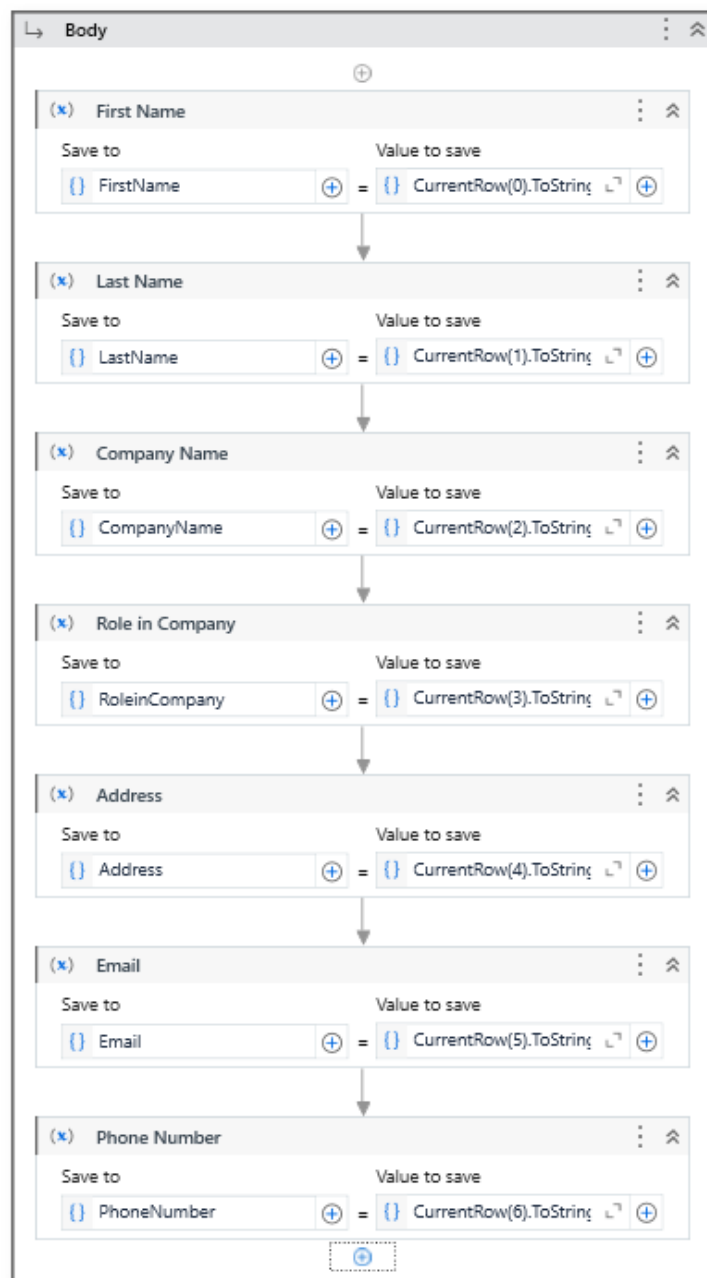 Body
(x) First Name
Save to Value to save
{} FirstName = {} CurrentRow(0).ToString
(x) Last Name
Save to Value to save
{} LastName = {} CurrentRow(1).ToString
(x) Company Name
Save to Value to save
{} CompanyName = {} CurrentRow(2).ToString
(x) Role in Company
Save to Value to save
{} RoleinCompany = {} CurrentRow(3).ToString
(x) Address
Save to Value to save
{} Address = {} CurrentRow(4).ToString
(x) Email
Save to Value to save
{} Email = {} CurrentRow(5).ToString
(x) Phone Number
Save to Value to save
{} PhoneNumber = {} CurrentRow(6).ToString